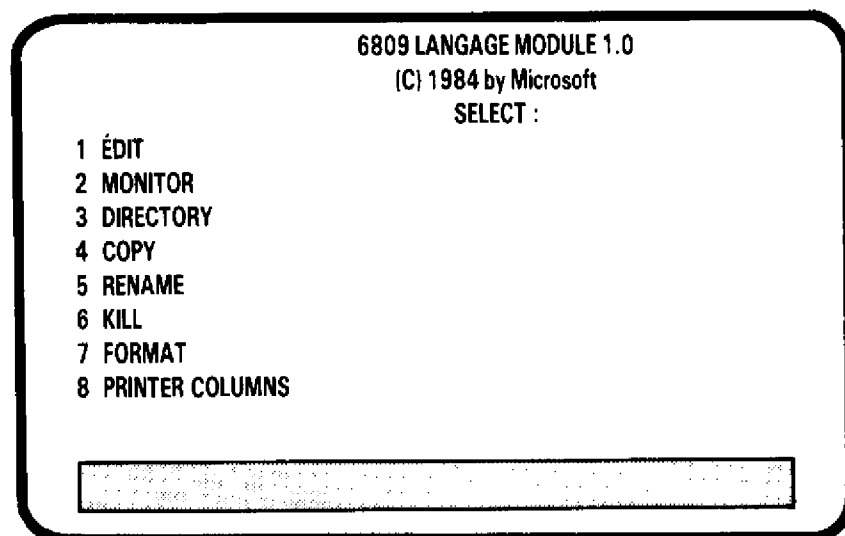 6809 LANGAGE MODULE 1.0
(C) 1984 by Microsoft
SELECT :
1 ÉDIT
2 MONITOR
3 DIRECTORY
4 COPY
5 RENAME
6 KILL
7 FORMAT
8 PRINTER COLUMNS